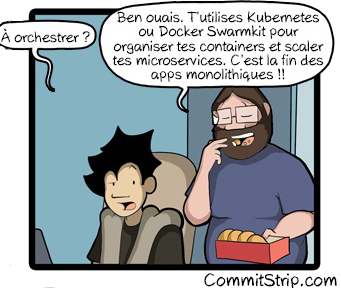 À orchestrer ?
Ben ouais. T'utilises Kubernetes
ou Docker Swarmkit pour
organiser tes containers et scaler
tes microservices. C'est la fin des
apps monolithiques !!
CommitStrip.com